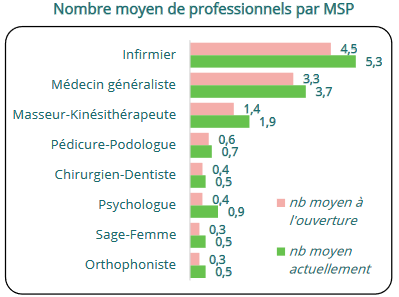 Nombre moyen de professionnels par MSP
Infirmier
4,5
5,3
Médecin généraliste
3,3
3,7
Masseur-Kinésithérapeute
1,4
1,9
Pédicure-Podologue
0,6
0,7
Chirurgien-Dentiste
0,4
0,5
Psychologue
0,4
0,9
Sage-Femme
0,3
0,5
Orthophoniste
0,3
0,5
nb moyen à
l'ouverture
nb moyen
actuellement